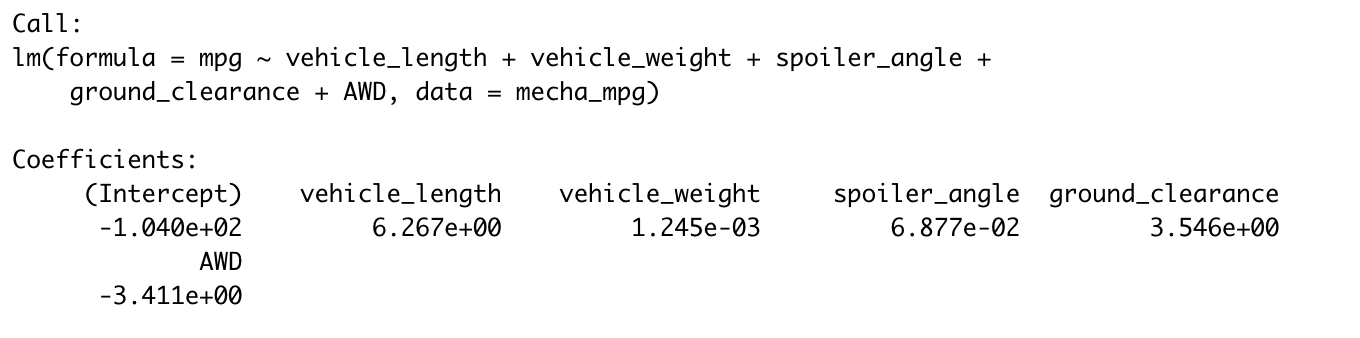 Call:
lm(formula = mpg ~ vehicle_length + vehicle_weight + spoiler_angle +
    ground_clearance + AWD, data = mecha_mpg)

Coefficients:
     (Intercept)    vehicle_length    vehicle_weight     spoiler_angle  ground_clearance
      -1.040e+02         6.267e+00         1.245e-03         6.877e-02         3.546e+00
             AWD
      -3.411e+00